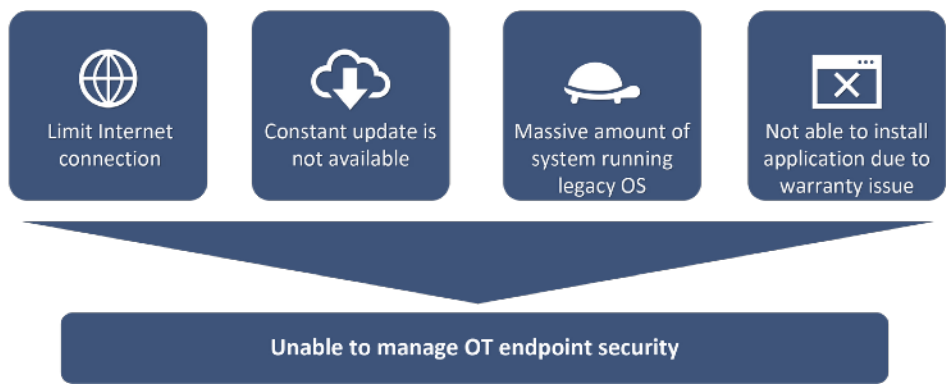 Limit Internet
connection
Constant update is
not available
Massive amount of
system running
legacy OS
Not able to install
application due to
warranty issue
Unable to manage OT endpoint security